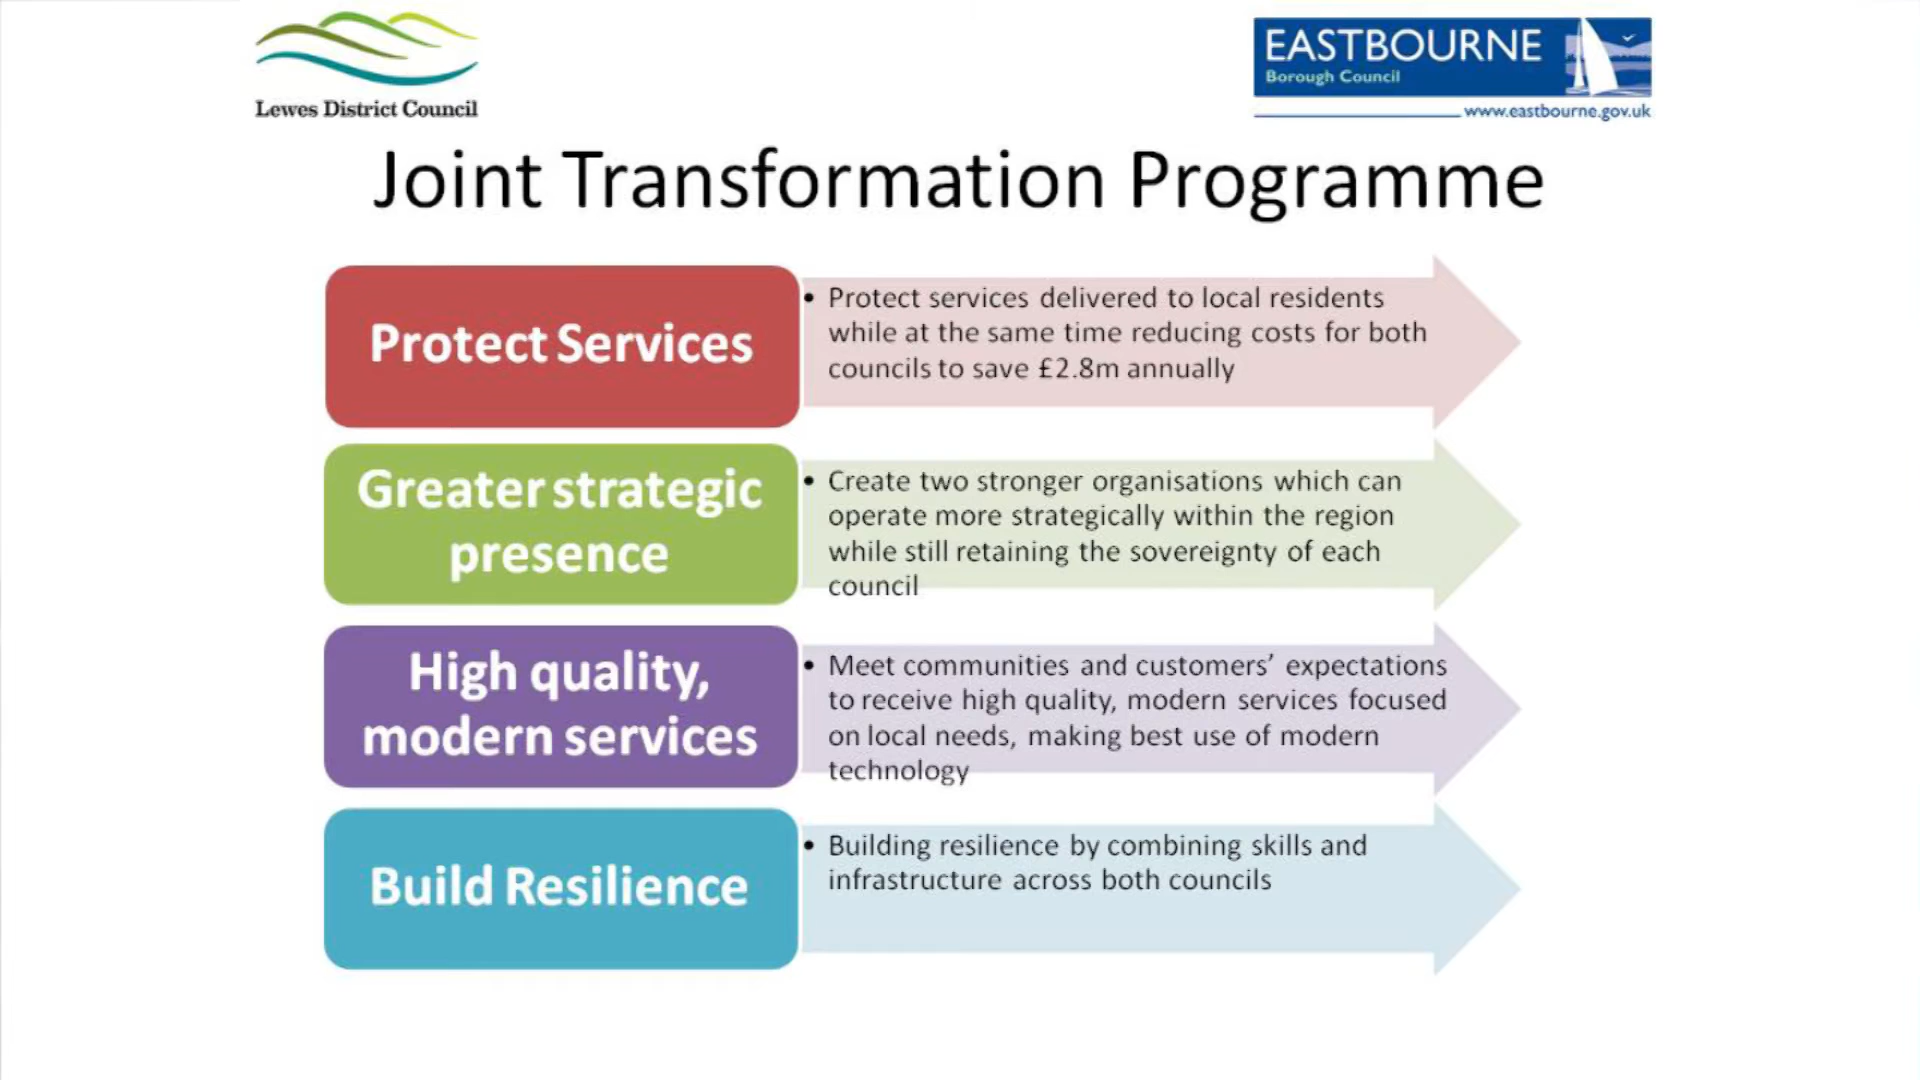 Lewes District Council
EASTBOURNE
Borough Council
www.eastbourne.gov.uk
Joint Transformation Programme
Protect Services
• Protect services delivered to local residents
while at the same time reducing costs for both
councils to save £2.8m annually
Greater strategic
presence
• Create two stronger organisations which can
operate more strategically within the region
while still retaining the sovereignty of each
council
High quality,
modern services
• Meet communities and customers’ expectations
to receive high quality, modern services focused
on local needs, making best use of modern
technology
Build Resilience
• Building resilience by combining skills and
infrastructure across both councils